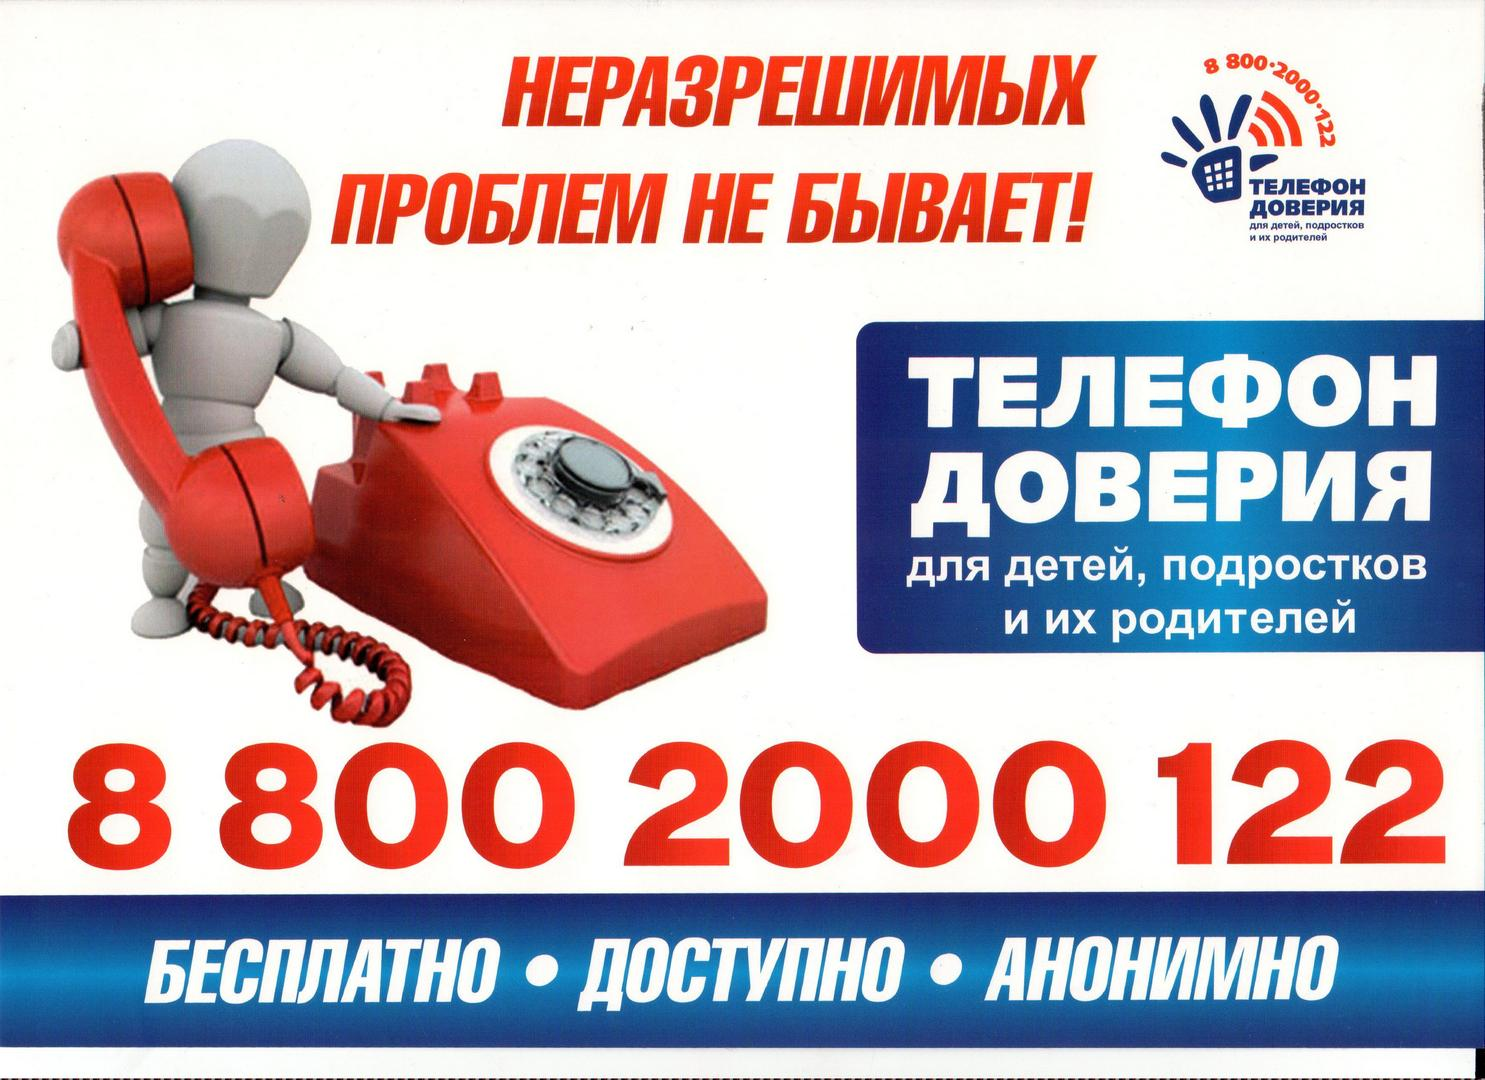 НЕРАЗРЕШИМЫХ
ПРОБЛЕМ НЕ БЫВАЕТ!
8 800·2000·122
ТЕЛЕФОН
ДОВЕРИЯ
для детей, подростков
и их родителей
ТЕЛЕФОН
ДОВЕРИЯ
для детей, подростков
и их родителей
8 800 2000 122
БЕСПЛАТНО • ДОСТУПНО • АНОНИМНО